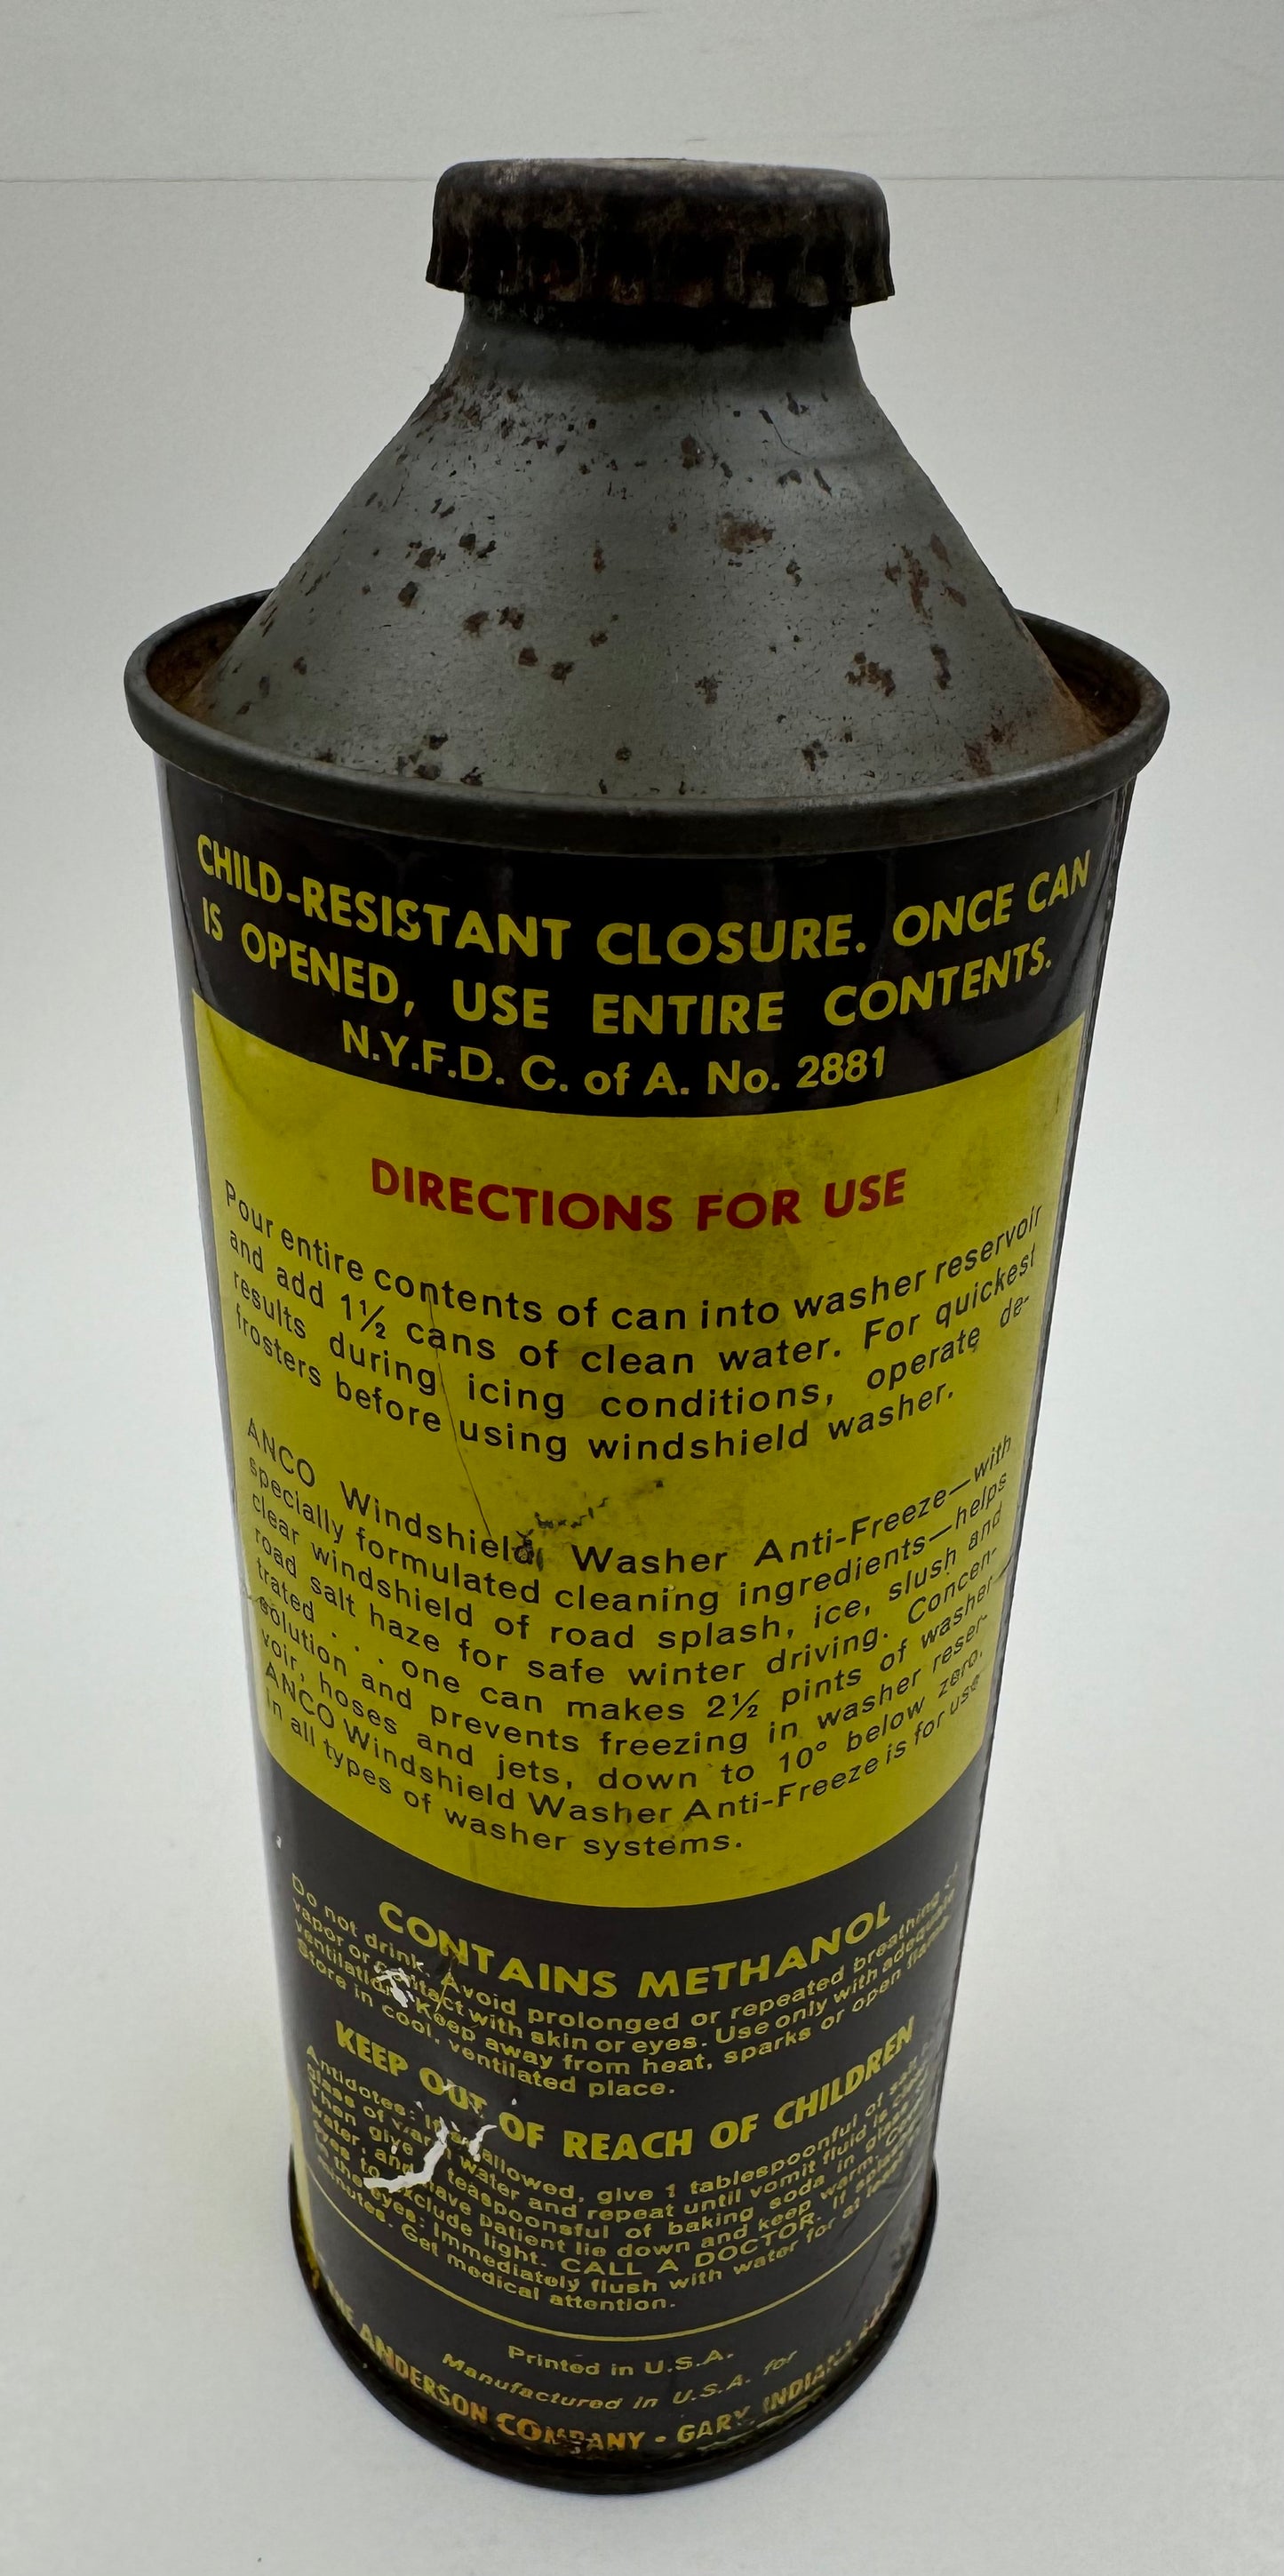 CHILD-RESISTANT CLOSURE. ONCE CAN
IS OPENED, USE ENTIRE CONTENTS.
N.Y.F.D. C. of A. No. 2881
DIRECTIONS FOR USE
Pour entire contents of can into washer reservoir
and add 1½ cans of clean water. For quickest
results during icing conditions, operate de-
frosters before using windshield washer.
ANCO Windshield Washer Anti-Freeze—with
specially formulated cleaning ingredients—helps
clear windshield of road splash, ice, slush and
road salt haze for safe winter driving. Concen-
trated . . . one can makes 2½ pints of washer
solution and prevents freezing in washer reser-
voir, hoses and jets, down to 10° below zero.
ANCO Windshield Washer Anti-Freeze is for use
in all types of washer systems.
CONTAINS METHANOL
Do not drink. Avoid prolonged or repeated breathing of
vapor or contact with skin or eyes. Use only with adequate
ventilation. Keep away from heat, sparks or open flame.
Store in cool, ventilated place.
KEEP OUT OF REACH OF CHILDREN
Antidotes: If swallowed, give 1 tablespoonful of salt
glass of warm water and repeat until vomit fluid is clear.
Then give teaspoonsful of baking soda in glass
water, and have patient lie down and keep warm.
eyes to exclude light. CALL A DOCTOR. If
the eyes: Immediately flush with water for at
minutes. Get medical attention.
Printed in U.S.A.
Manufactured in U.S.A. for
THE ANDERSON COMPANY - GARY, INDIANA